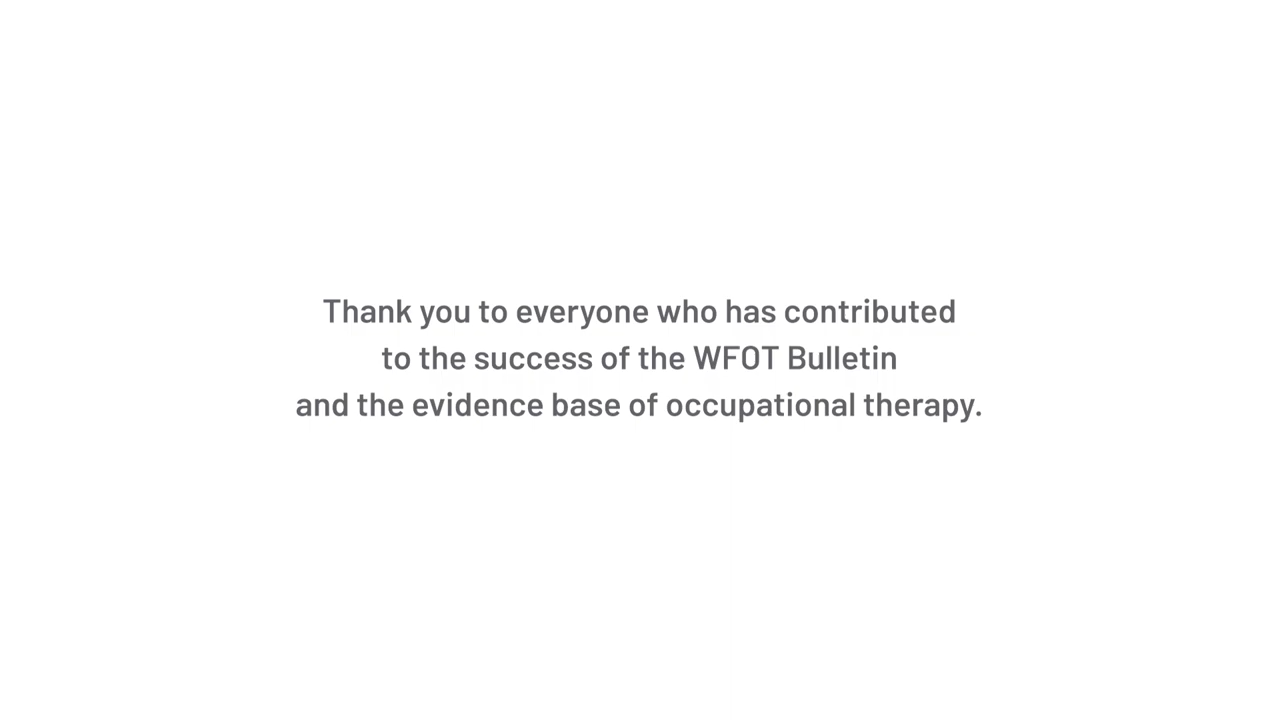 Thank you to everyone who has contributed
to the success of the WFOT Bulletin
and the evidence base of occupational therapy.